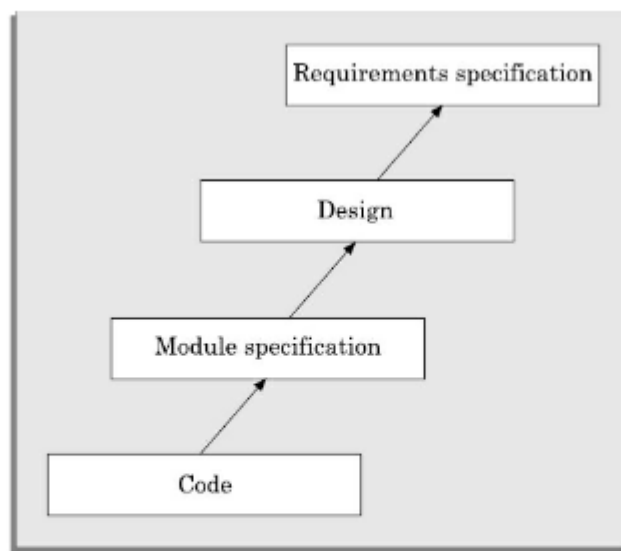 Requirements specification
Design
Module specification
Code